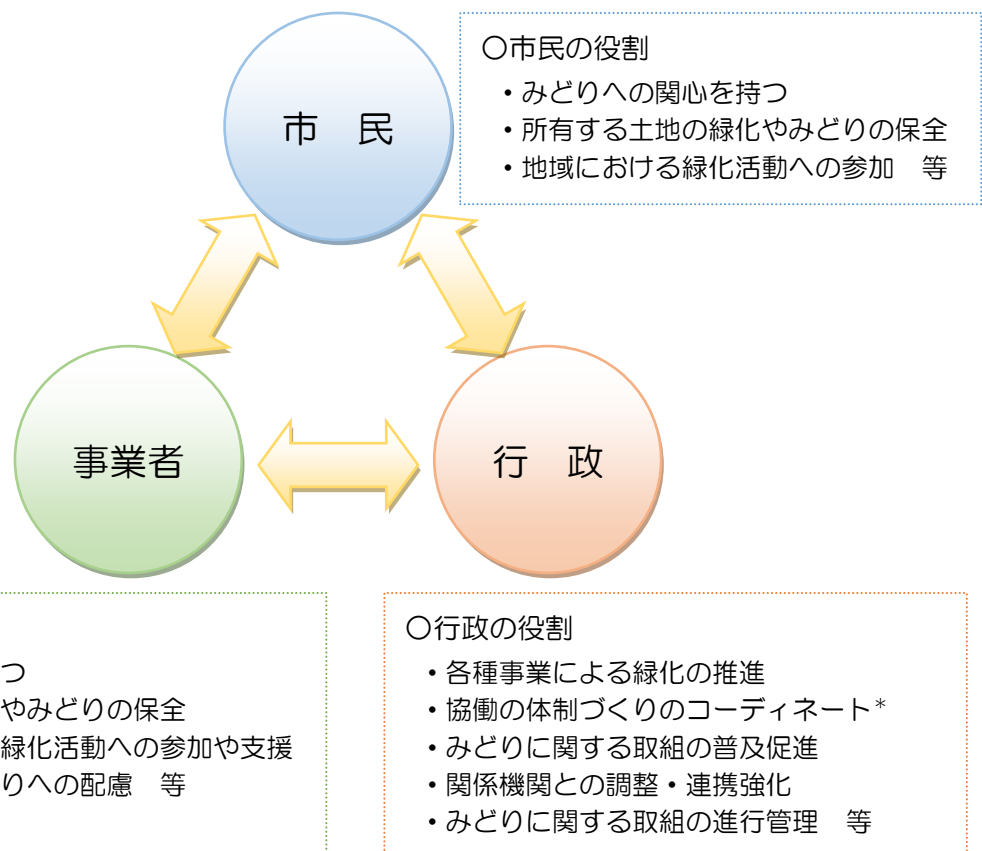 市　民
〇市民の役割
・みどりへの関心を持つ
・所有する土地の緑化やみどりの保全
・地域における緑化活動への参加　等
事業者
行　政
つ
やみどりの保全
緑化活動への参加や支援
りへの配慮　等
〇行政の役割
・各種事業による緑化の推進
・協働の体制づくりのコーディネート*
・みどりに関する取組の普及促進
・関係機関との調整・連携強化
・みどりに関する取組の進行管理　等